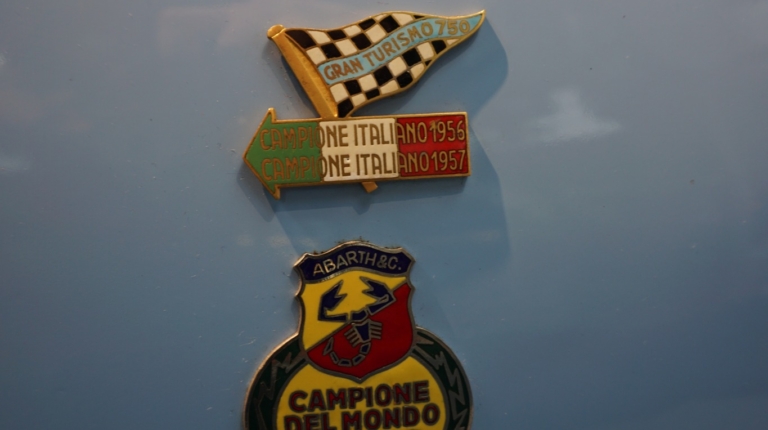 GRAN TURISMO 750
CAMPIONE ITALIANO 1956
CAMPIONE ITALIANO 1957
ABARTH & C.
CAMPIONE
DEL MONDO